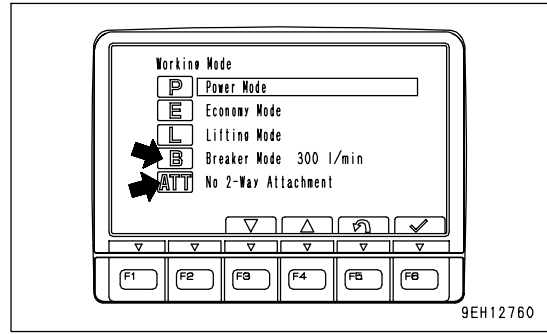 Working Mode
P Power Mode
E Economy Mode
L Lifting Mode
B Breaker Mode 300 l/min
ATT No 2-Way Attachment
F1 F2 F3 F4 F5 F6
9EH12760